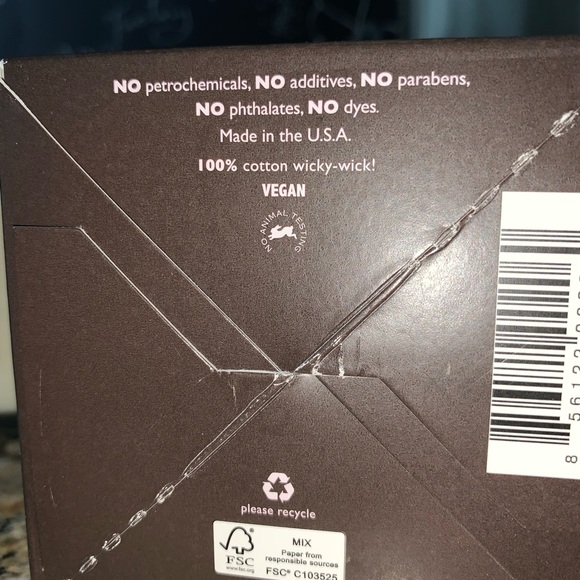 NO petrochemicals, NO additives, NO parabens,
NO phthalates, NO dyes.
Made in the U.S.A.
100% cotton wicky-wick!
VEGAN
NO ANIMAL TESTING
please recycle
FSC
www.fsc.org
MIX
Paper from
responsible sources
FSC® C103525